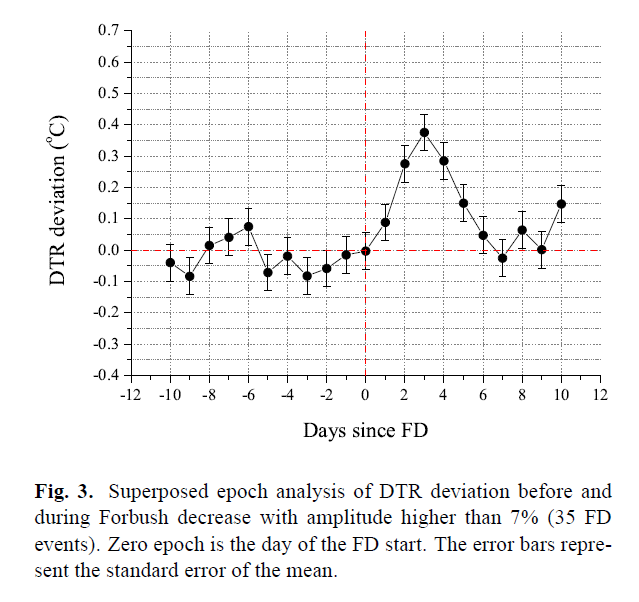 0.7
0.6
0.5
0.4
0.3
0.2
0.1
0.0
-0.1
-0.2
-0.3
-0.4
DTR deviation (°C)
-12 -10 -8 -6 -4 -2 0 2 4 6 8 10 12
Days since FD
Fig. 3. Superposed epoch analysis of DTR deviation before and
during Forbush decrease with amplitude higher than 7% (35 FD
events). Zero epoch is the day of the FD start. The error bars repre-
sent the standard error of the mean.